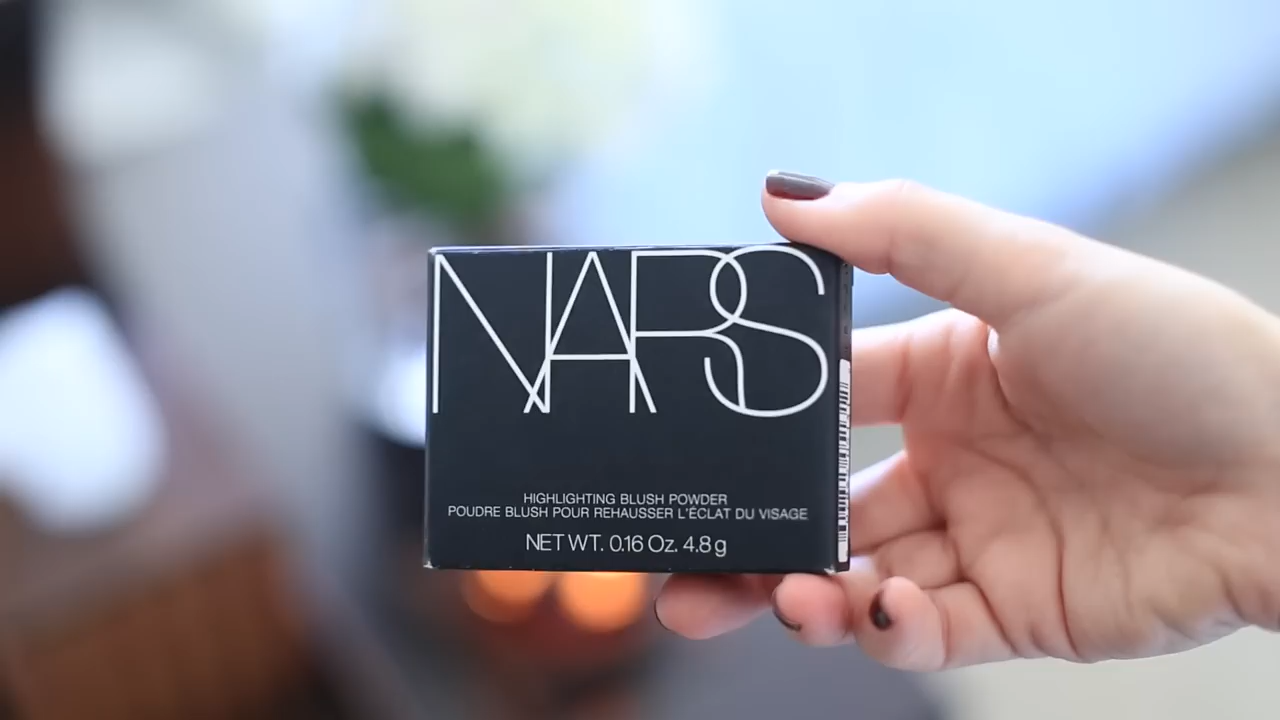 NARS
HIGHLIGHTING BLUSH POWDER
POUDRE BLUSH POUR REHAUSSER L'ÉCLAT DU VISAGE
NET WT. 0.16 Oz. 4.8 g